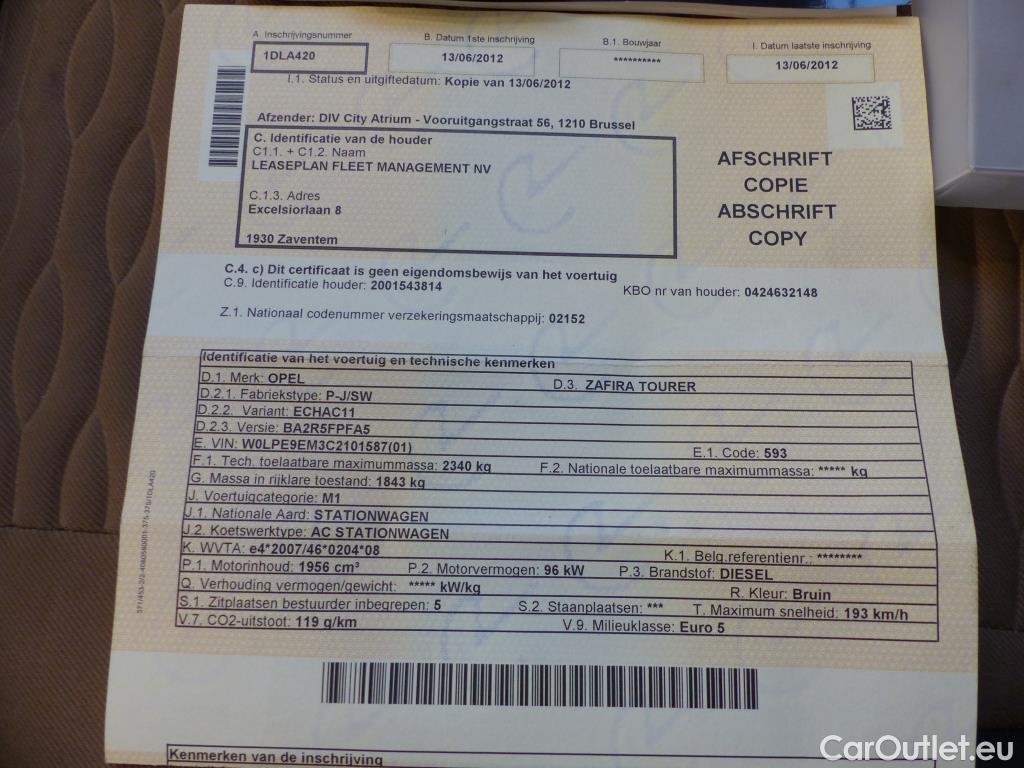 A. Inschrijvingsnummer B. Datum 1ste inschrijving B.1. Bouwjaar I. Datum laatste inschrijving
1DLA420 13/06/2012 ********** 13/06/2012
I.1. Status en uitgiftedatum: Kopie van 13/06/2012
Afzender: DIV City Atrium - Vooruitgangstraat 56, 1210 Brussel
C. Identificatie van de houder
C1.1. + C1.2. Naam
LEASEPLAN FLEET MANAGEMENT NV
C.1.3. Adres
Excelsiorlaan 8
1930 Zaventem
AFSCHRIFT
COPIE
ABSCHRIFT
COPY
C.4. c) Dit certificaat is geen eigendomsbewijs van het voertuig
C.9. Identificatie houder: 2001543814 KBO nr van houder: 0424632148
Z.1. Nationaal codenummer verzekeringsmaatschappij: 02152
Identificatie van het voertuig en technische kenmerken
D.1. Merk: OPEL D.3. ZAFIRA TOURER
D.2.1. Fabriekstype: P-J/SW
D.2.2. Variant: ECHAC11
D.2.3. Versie: BA2R5FPFA5
E. VIN: W0LPE9EM3C2101587(01) E.1. Code: 593
F.1. Tech. toelaatbare maximummassa: 2340 kg F.2. Nationale toelaatbare maximummassa: ***** kg
G. Massa in rijklare toestand: 1843 kg
J. Voertuigcategorie: M1
J.1. Nationale Aard: STATIONWAGEN
J.2. Koetswerktype: AC STATIONWAGEN
K. WVTA: e4*2007/46*0204*08 K.1. Belg.referentienr.: ********
P.1. Motorinhoud: 1956 cm³ P.2. Motorvermogen: 96 kW P.3. Brandstof: DIESEL
Q. Verhouding vermogen/gewicht: ***** kW/kg R. Kleur: Bruin
S.1. Zitplaatsen bestuurder inbegrepen: 5 S.2. Staanplaatsen: *** T. Maximum snelheid: 193 km/h
V.7. CO2-uitstoot: 119 g/km V.9. Milieuklasse: Euro 5
Kenmerken van de inschrijving
CarOutlet.eu